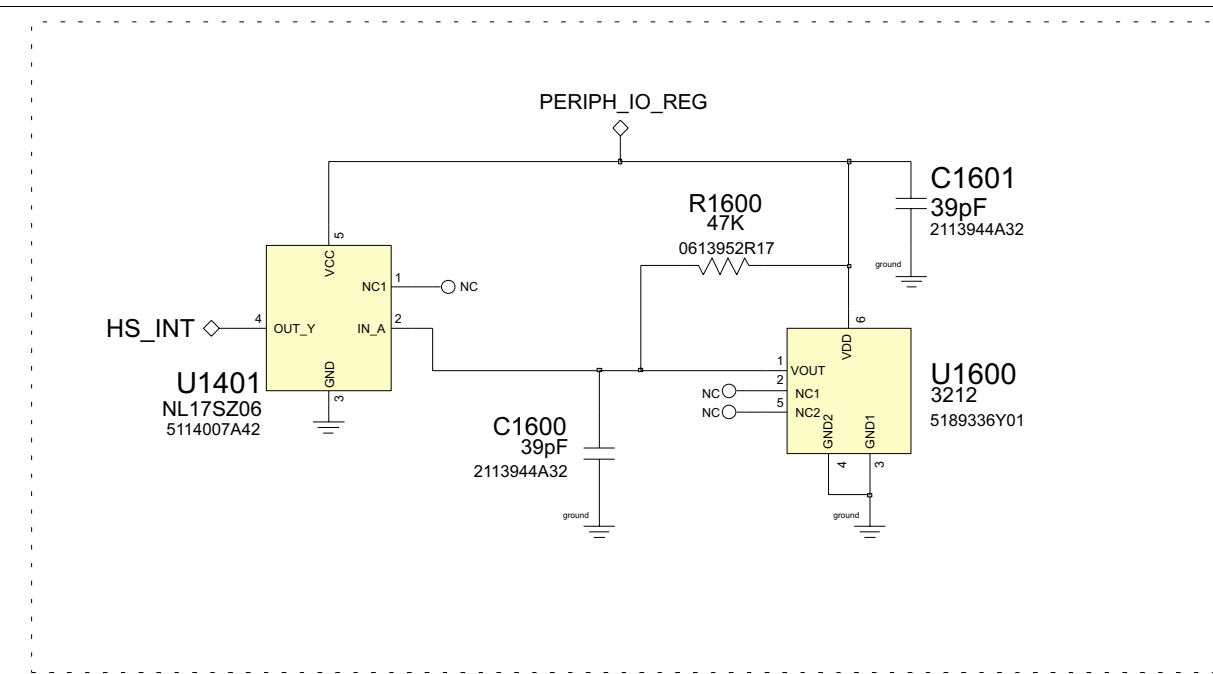 PERIPH_IO_REG
C1601
39pF
2113944A32
ground
R1600
47K
0613952R17
5
VCC
NC1
1
NC
HS_INT
4
OUT_Y
IN_A
2
GND
3
U1401
NL17SZ06
5114007A42
6
VDD
1
VOUT
NC
2
NC1
NC
5
NC2
GND2
GND1
4
3
U1600
3212
5189336Y01
C1600
39pF
2113944A32
ground
ground